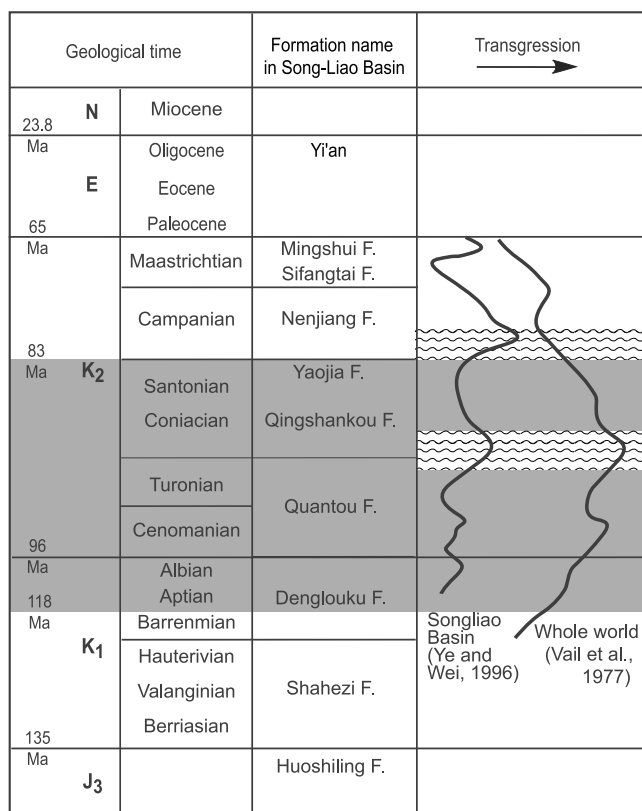 Geological time
Formation name
in Song-Liao Basin
Transgression
N
Miocene
23.8
Ma
Oligocene
Yi'an
E
Eocene
65
Paleocene
Ma
Maastrichtian
Mingshui F.
Sifangtai F.
Campanian
Nenjiang F.
83
Ma
K2
Santonian
Yaojia F.
Coniacian
Qingshankou F.
Turonian
Quantou F.
Cenomanian
96
Ma
Albian
118
Aptian
Denglouku F.
Ma
Barrenmian
K1
Hauterivian
Valanginian
Shahezi F.
Berriasian
135
Ma
Huoshiling F.
J3
Songliao
Basin
(Ye and
Wei, 1996)
Whole world
(Vail et al.,
1977)